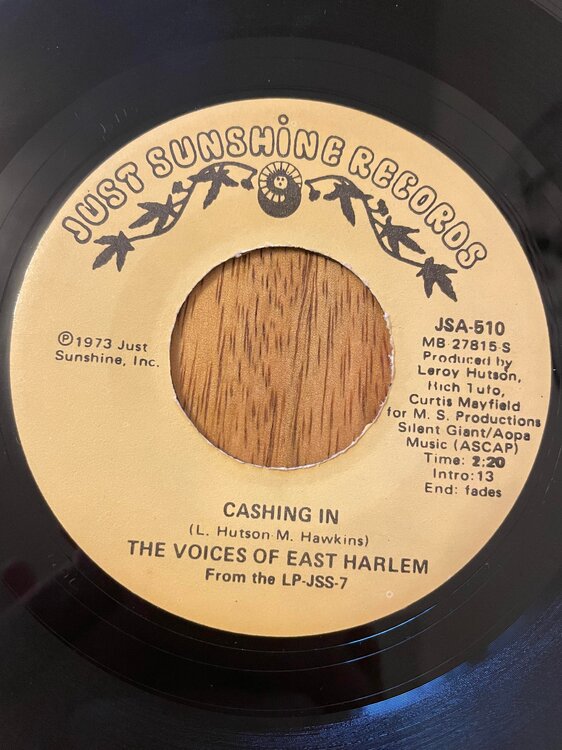 JUST SUNSHINE RECORDS
JSA-510
MB 27815 S
Produced by
Leroy Hutson,
Rich Tufo,
Curtis Mayfield
for M. S. Productions
Silent Giant/Aopa
Music (ASCAP)
Time: 2:20
Intro:13
End: fades
℗1973 Just
Sunshine, Inc.
CASHING IN
(L. Hutson-M. Hawkins)
THE VOICES OF EAST HARLEM
From the LP-JSS-7